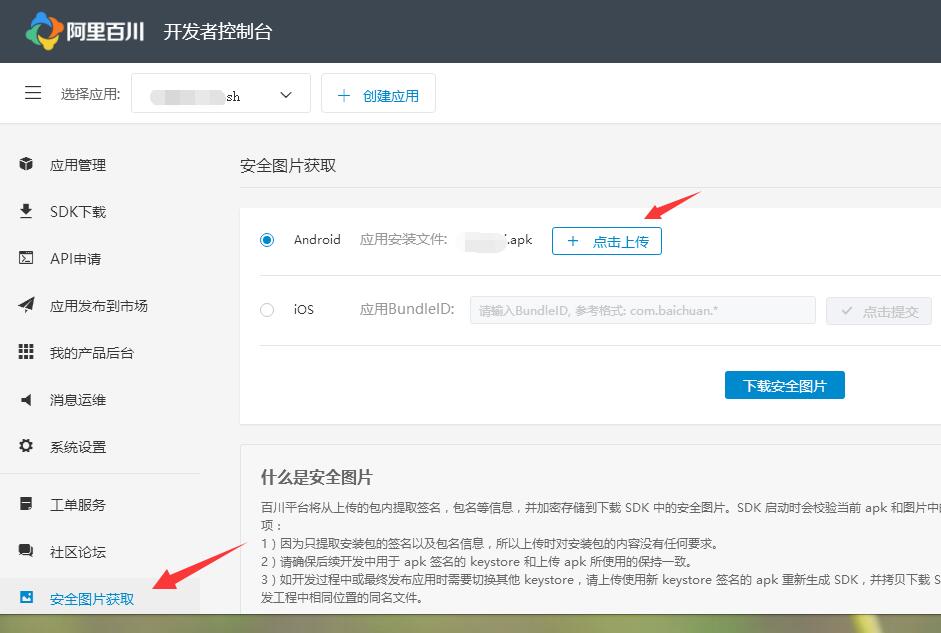 阿里百川 开发者控制台
选择应用: sh 创建应用
应用管理
SDK下载
API申请
应用发布到市场
我的产品后台
消息运维
系统设置
工单服务
社区论坛
安全图片获取
安全图片获取
Android 应用安装文件: .apk 点击上传
iOS 应用BundleID: 请输入BundleID, 参考格式: com.baichuan.* 点击提交
下载安全图片
什么是安全图片
百川平台将从上传的包内提取签名，包名等信息，并加密存储到下载 SDK 中的安全图片。SDK 启动时会校验当前 apk 和图片中
项：
1）因为只提取安装包的签名以及包名信息，所以上传时对安装包的内容没有任何要求。
2）请确保后续开发中用于 apk 签名的 keystore 和上传 apk 所使用的保持一致。
3）如开发过程中或最终发布应用时需要切换其他 keystore，请上传使用新 keystore 签名的 apk 重新生成 SDK，并拷贝下载 S
发工程中相同位置的同名文件。